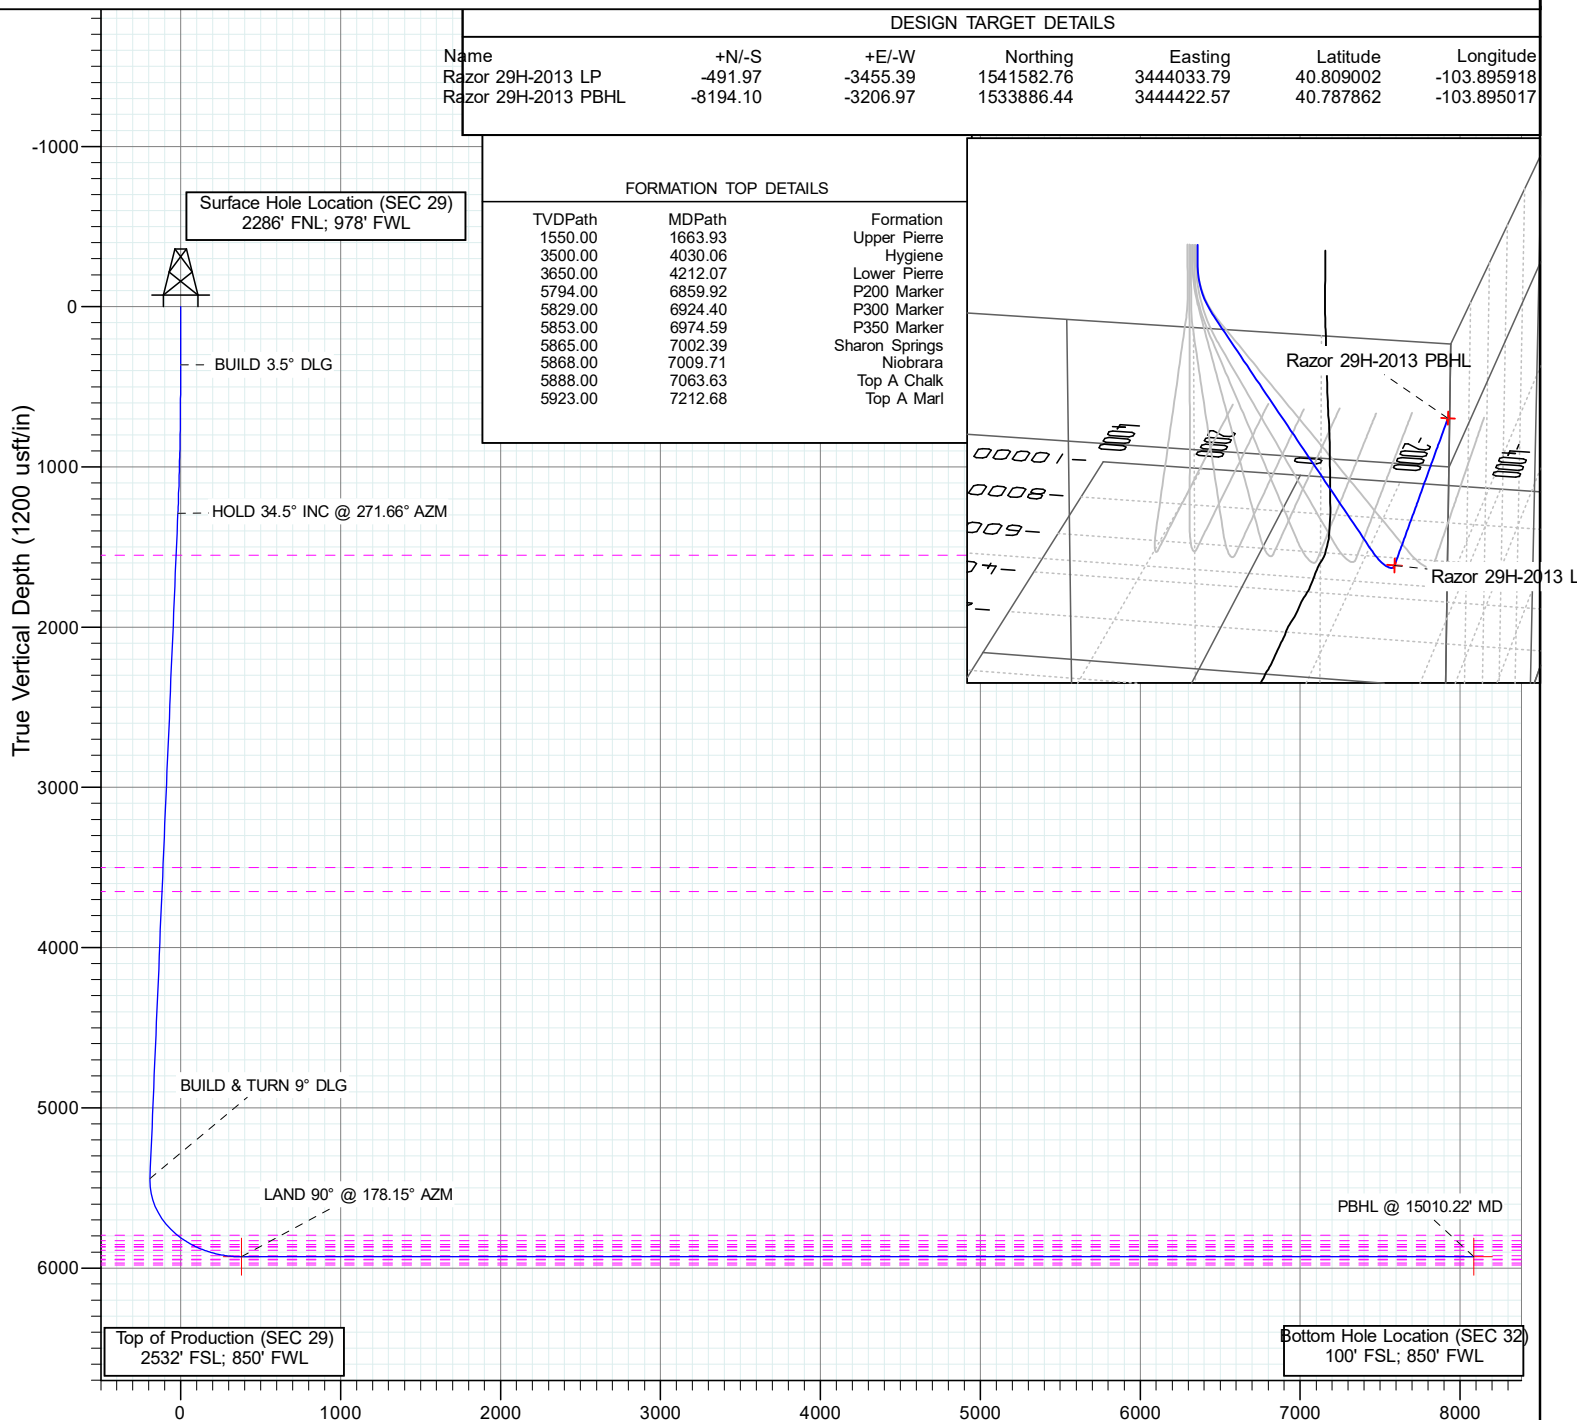 DESIGN TARGET DETAILS
Name +N/-S +E/-W Northing Easting Latitude Longitude
Razor 29H-2013 LP -491.97 -3455.39 1541582.76 3444033.79 40.809002 -103.895918
Razor 29H-2013 PBHL -8194.10 -3206.97 1533886.44 3444422.57 40.787862 -103.895017
FORMATION TOP DETAILS
TVDPath MDPath Formation
1550.00 1663.93 Upper Pierre
3500.00 4030.06 Hygiene
3650.00 4212.07 Lower Pierre
5794.00 6859.92 P200 Marker
5829.00 6924.40 P300 Marker
5853.00 6974.59 P350 Marker
5865.00 7002.39 Sharon Springs
5868.00 7009.71 Niobrara
5888.00 7063.63 Top A Chalk
5923.00 7212.68 Top A Marl
Surface Hole Location (SEC 29)
2286' FNL; 978' FWL
BUILD 3.5° DLG
HOLD 34.5° INC @ 271.66° AZM
BUILD & TURN 9° DLG
LAND 90° @ 178.15° AZM
PBHL @ 15010.22' MD
Top of Production (SEC 29)
2532' FSL; 850' FWL
Bottom Hole Location (SEC 32)
100' FSL; 850' FWL
True Vertical Depth (1200 usft/in)
-1000
0
1000
2000
3000
4000
5000
6000
0 1000 2000 3000 4000 5000 6000 7000 8000
Razor 29H-2013 PBHL
Razor 29H-2013 L
-10000
-8000
-6000
0
-2000